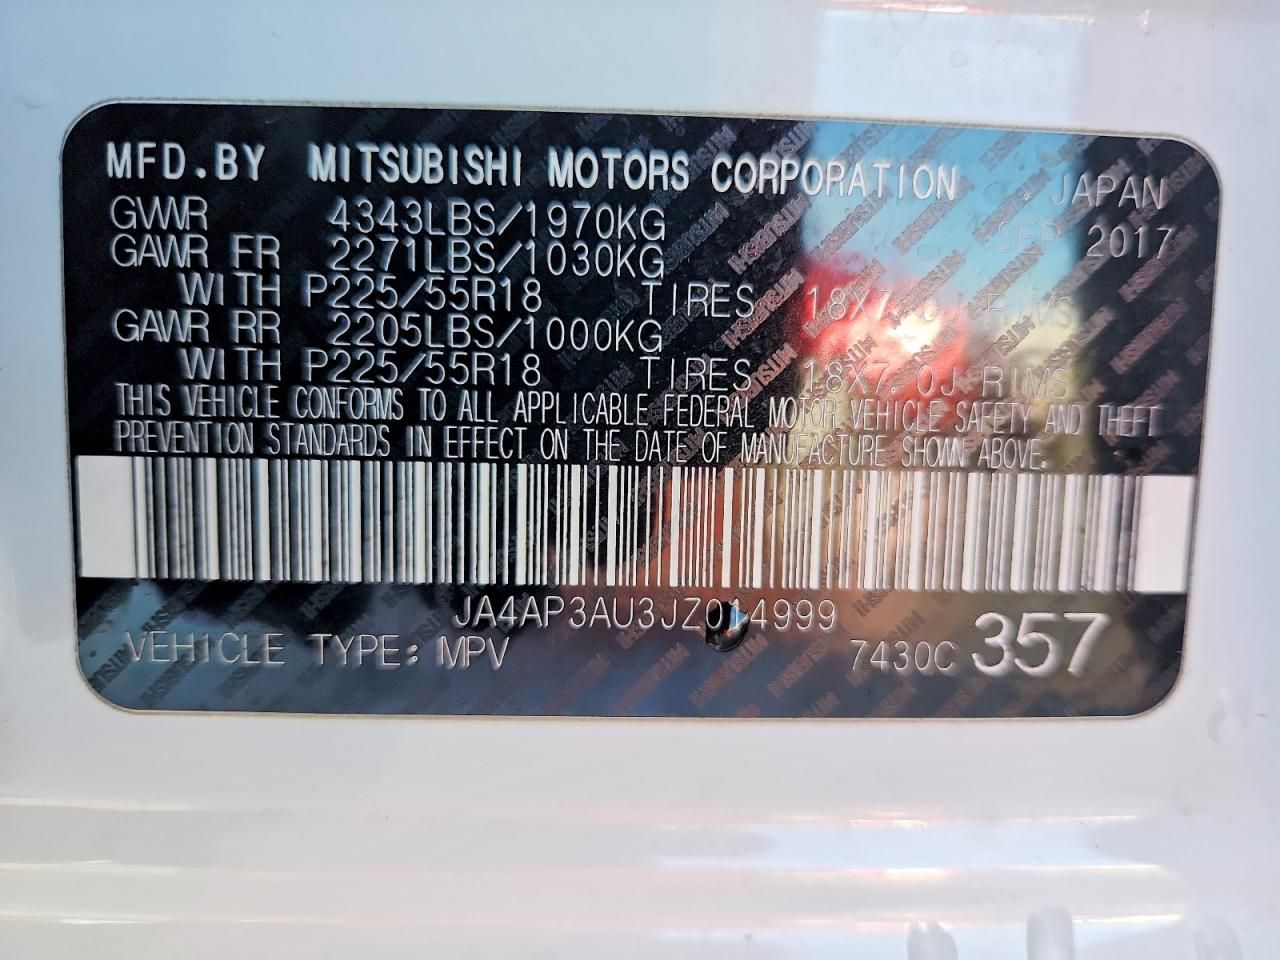 MFD.BY MITSUBISHI MOTORS CORPORATION JAPAN
GVWR 4343LBS/1970KG SEP 2017
GAWR FR 2271LBS/1030KG
WITH P225/55R18 TIRES 18X7.0J RIMS
GAWR RR 2205LBS/1000KG
WITH P225/55R18 TIRES 18X7.0J RIMS
THIS VEHICLE CONFORMS TO ALL APPLICABLE FEDERAL MOTOR VEHICLE SAFETY AND THEFT
PREVENTION STANDARDS IN EFFECT ON THE DATE OF MANUFACTURE SHOWN ABOVE.
JA4AP3AU3JZ014999
VEHICLE TYPE: MPV 7430C 357